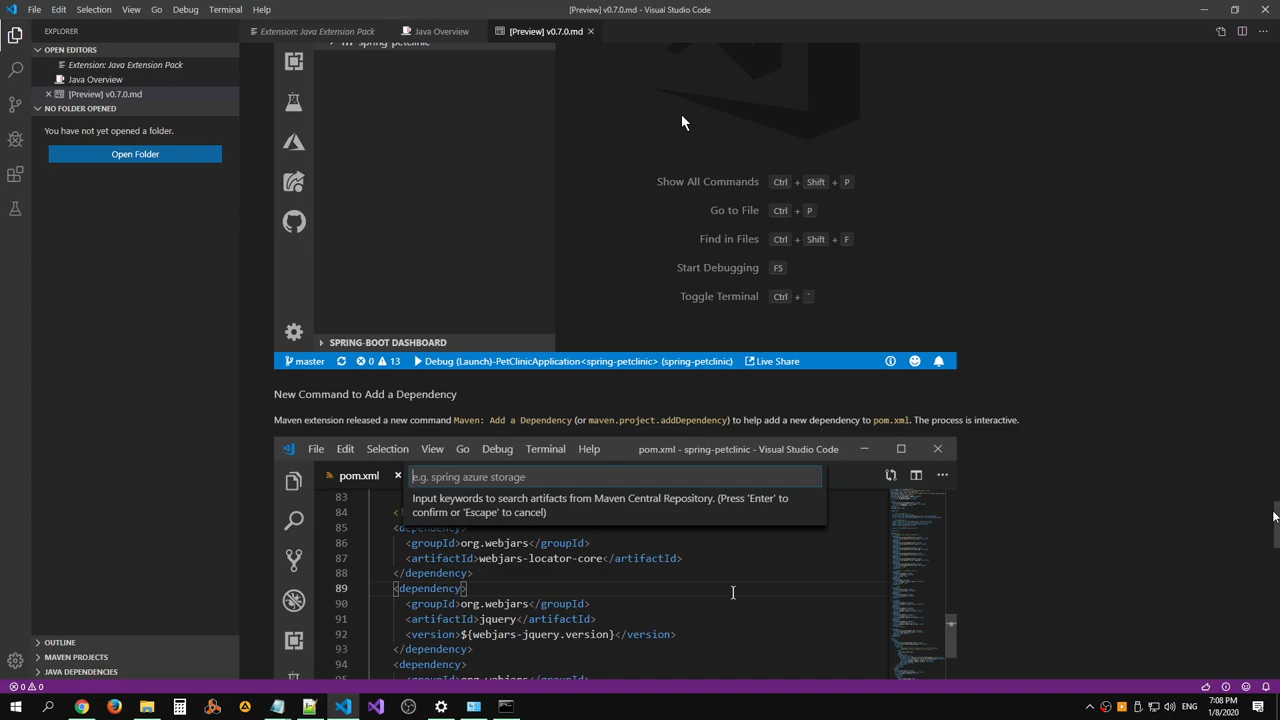 File Edit Selection View Go Debug Terminal Help
[Preview] v0.7.0.md - Visual Studio Code
EXPLORER
OPEN EDITORS
Extension: Java Extension Pack
Java Overview
[Preview] v0.7.0.md
NO FOLDER OPENED
You have not yet opened a folder.
Open Folder
OUTLINE
MAVEN PROJECTS
JAVA DEPENDENCIES
Extension: Java Extension Pack
Java Overview
[Preview] v0.7.0.md
spring-petclinic
Show All Commands Ctrl + Shift + P
Go to File Ctrl + P
Find in Files Ctrl + Shift + F
Start Debugging F5
Toggle Terminal Ctrl + `
SPRING-BOOT DASHBOARD
master 0 13 Debug (Launch)-PetClinicApplication<spring-petclinic> (spring-petclinic) Live Share
New Command to Add a Dependency
Maven extension released a new command Maven: Add a Dependency (or maven.project.addDependency) to help add a new dependency to pom.xml. The process is interactive.
File Edit Selection View Go Debug Terminal Help
pom.xml - spring-petclinic - Visual Studio Code
pom.xml
e.g. spring azure storage
Input keywords to search artifacts from Maven Central Repository. (Press 'Enter' to
confirm or 'Escape' to cancel)
83
84
85 <dependency>
86 <groupId>org.webjars</groupId>
87 <artifactId>webjars-locator-core</artifactId>
88 </dependency>
89 <dependency>
90 <groupId>org.webjars</groupId>
91 <artifactId>jquery</artifactId>
92 <version>${webjars-jquery.version}</version>
93 </dependency>
94 <dependency>
95 <groupId>org.webjars</groupId>
0 0
ENG
7:08 PM
1/8/2020